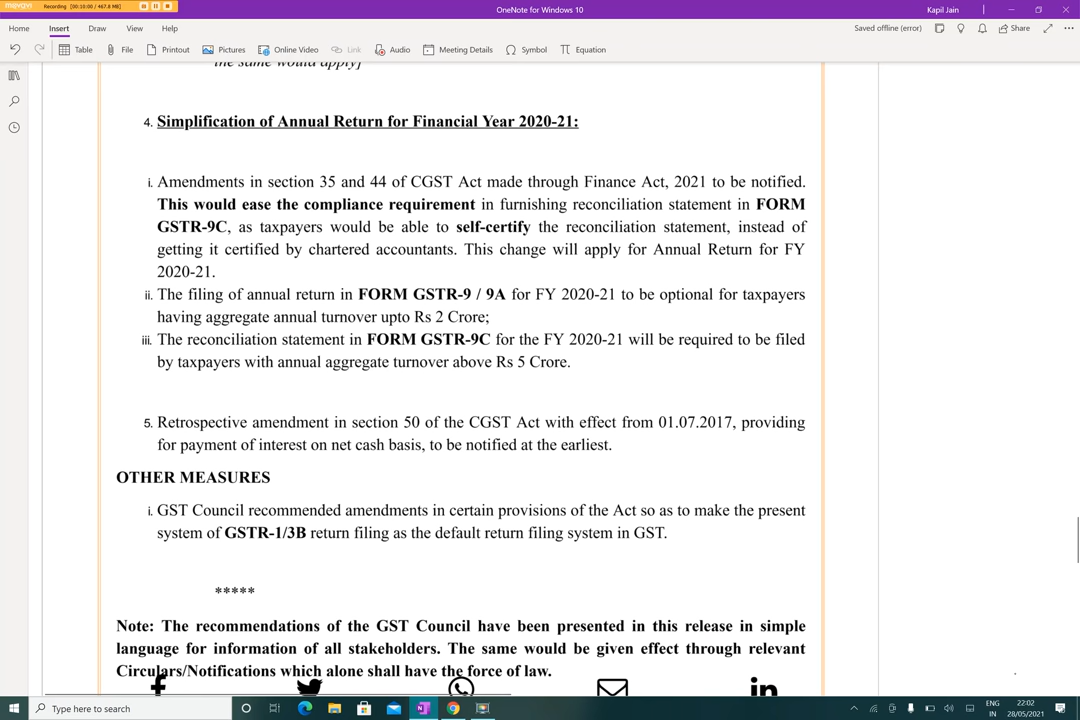 movavi Recording [00:10:00 / 467.8 MB]
OneNote for Windows 10
Kapil Jain
Home Insert Draw View Help
Saved offline (error) Share
Table File Printout Pictures Online Video Link Audio Meeting Details Symbol Equation
the same would apply]
4. Simplification of Annual Return for Financial Year 2020-21:
i. Amendments in section 35 and 44 of CGST Act made through Finance Act, 2021 to be notified.
This would ease the compliance requirement in furnishing reconciliation statement in FORM
GSTR-9C, as taxpayers would be able to self-certify the reconciliation statement, instead of
getting it certified by chartered accountants. This change will apply for Annual Return for FY
2020-21.
ii. The filing of annual return in FORM GSTR-9 / 9A for FY 2020-21 to be optional for taxpayers
having aggregate annual turnover upto Rs 2 Crore;
iii. The reconciliation statement in FORM GSTR-9C for the FY 2020-21 will be required to be filed
by taxpayers with annual aggregate turnover above Rs 5 Crore.
5. Retrospective amendment in section 50 of the CGST Act with effect from 01.07.2017, providing
for payment of interest on net cash basis, to be notified at the earliest.
OTHER MEASURES
i. GST Council recommended amendments in certain provisions of the Act so as to make the present
system of GSTR-1/3B return filing as the default return filing system in GST.
*****
Note: The recommendations of the GST Council have been presented in this release in simple
language for information of all stakeholders. The same would be given effect through relevant
Circulars/Notifications which alone shall have the force of law.
Type here to search
ENG
IN
22:02
28/05/2021